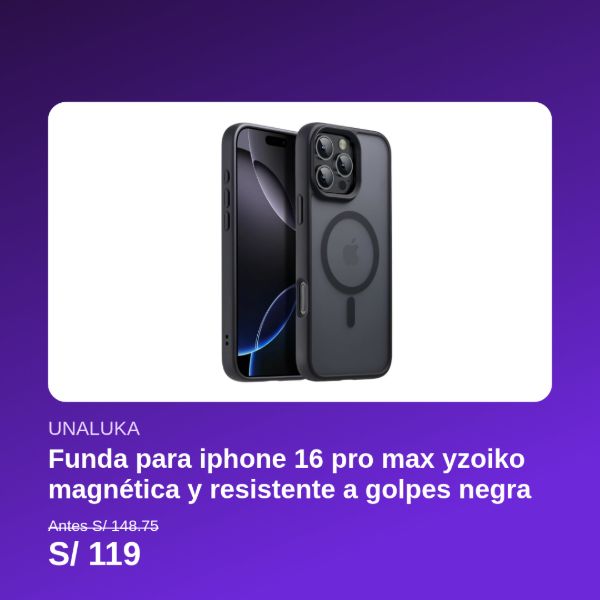 UNALUKA
Funda para iphone 16 pro max yzoiko
magnética y resistente a golpes negra
Antes S/ 148.75
S/ 119